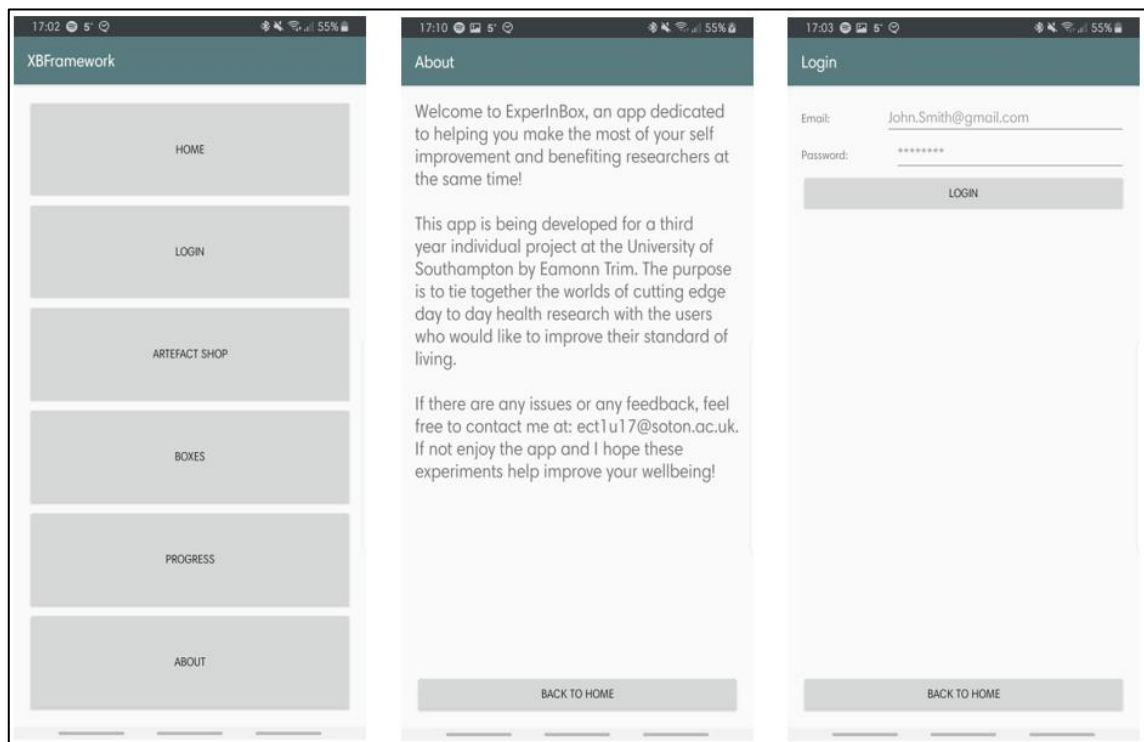 17:02 5° 55%
XBFramework
HOME
LOGIN
ARTEFACT SHOP
BOXES
PROGRESS
ABOUT
17:10 5° 55%
About
Welcome to ExperInBox, an app dedicated
to helping you make the most of your self
improvement and benefiting researchers at
the same time!
This app is being developed for a third
year individual project at the University of
Southampton by Eamonn Trim. The purpose
is to tie together the worlds of cutting edge
day to day health research with the users
who would like to improve their standard of
living.
If there are any issues or any feedback, feel
free to contact me at: ect1u17@soton.ac.uk.
If not enjoy the app and I hope these
experiments help improve your wellbeing!
BACK TO HOME
17:03 5° 55%
Login
Email: John.Smith@gmail.com
Password: ********
LOGIN
BACK TO HOME